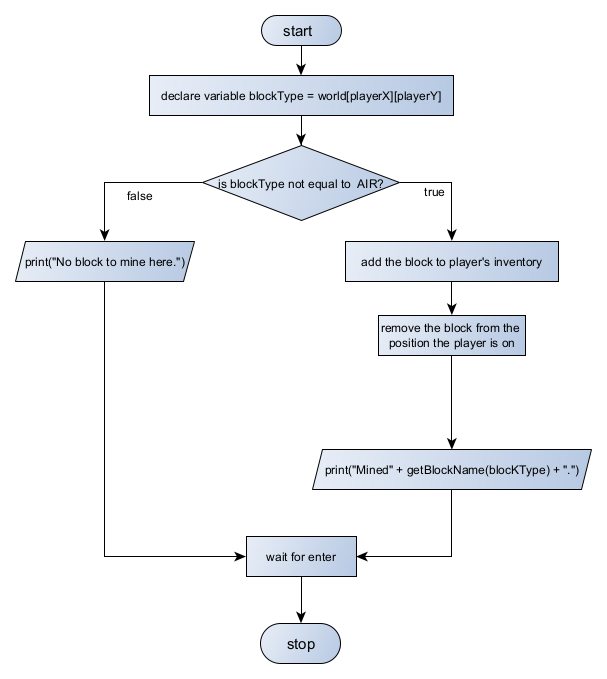 start
declare variable blockType = world[playerX][playerY]
is blockType not equal to  AIR?
false
true
print("No block to mine here.")
add the block to player's inventory
remove the block from the
position the player is on
print("Mined" + getBlockName(blocKType) + ".")
wait for enter
stop